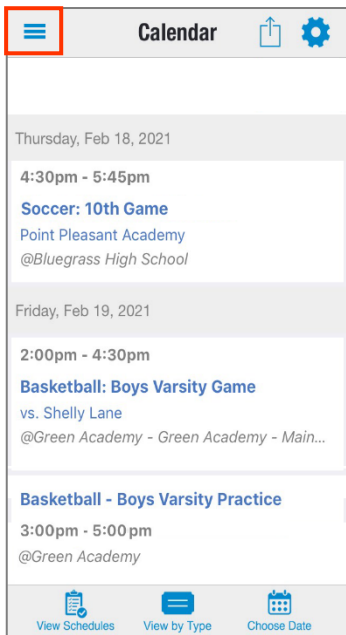 Calendar
Thursday, Feb 18, 2021
4:30pm - 5:45pm
Soccer: 10th Game
Point Pleasant Academy
@Bluegrass High School
Friday, Feb 19, 2021
2:00pm - 4:30pm
Basketball: Boys Varsity Game
vs. Shelly Lane
@Green Academy - Green Academy - Main...
Basketball - Boys Varsity Practice
3:00pm - 5:00pm
@Green Academy
View Schedules View by Type Choose Date